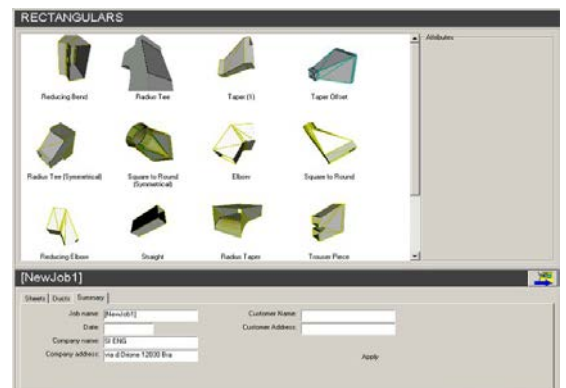 RECTANGULARS
Attributes
Reducing Bend
Radius Tee
Taper (1)
Taper Offset
Radius Tee (Symmetrical)
Square to Round
(Symmetrical)
Elbow
Square to Round
Reducing Elbow
Straight
Radius Taper
Trouser Piece
[NewJob1]
Sheets Ducts Summary
Job name: [NewJob1]
Customer Name:
Date:
Customer Address:
Company name: SI ENG
Company address: via d.Orione 12030 Bra
Apply